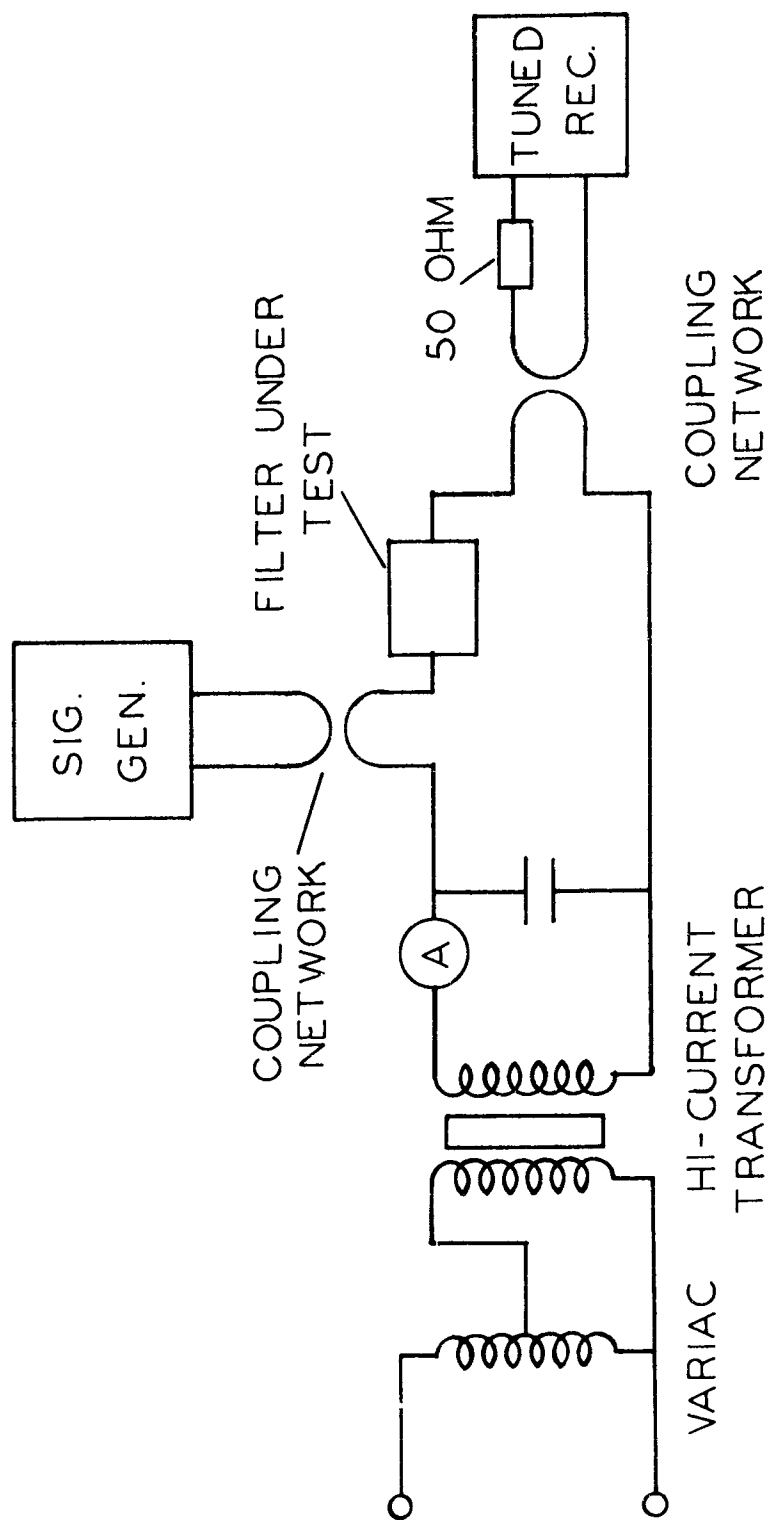 SIG.
GEN.
COUPLING
NETWORK
FILTER UNDER
TEST
50 OHM
TUNED
REC.
A
VARIAC
HI-CURRENT
TRANSFORMER
COUPLING
NETWORK